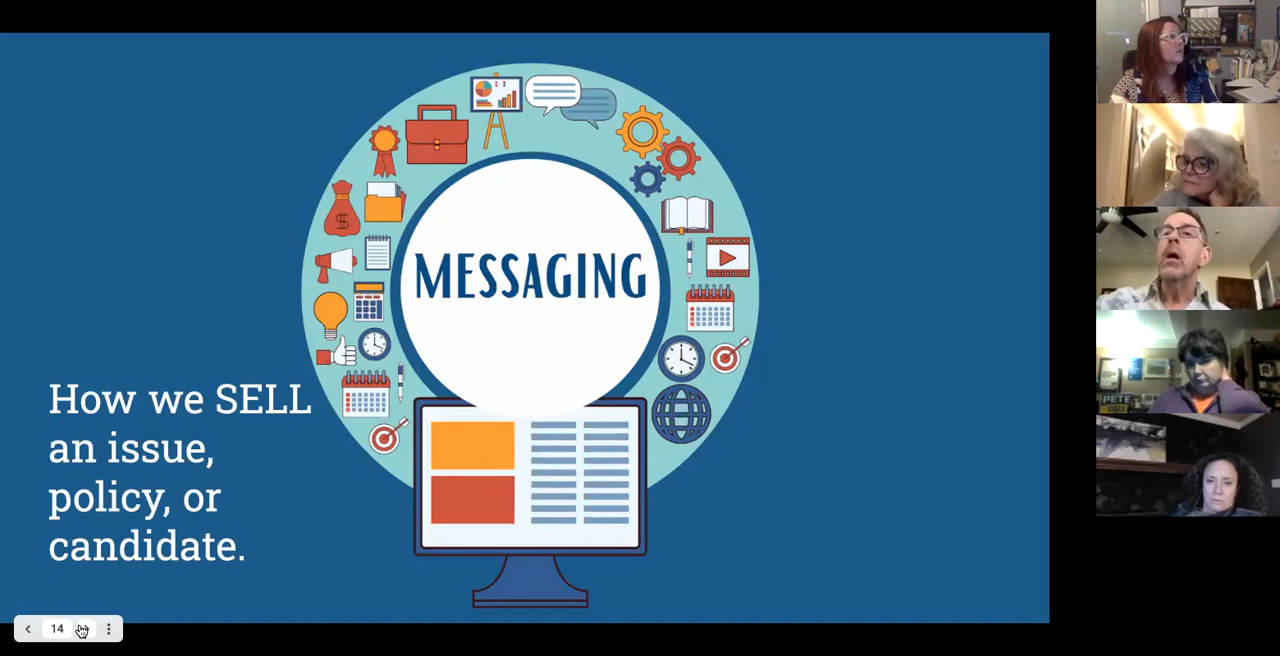 MESSAGING
$
How we SELL
an issue,
policy, or
candidate.
14
PETE